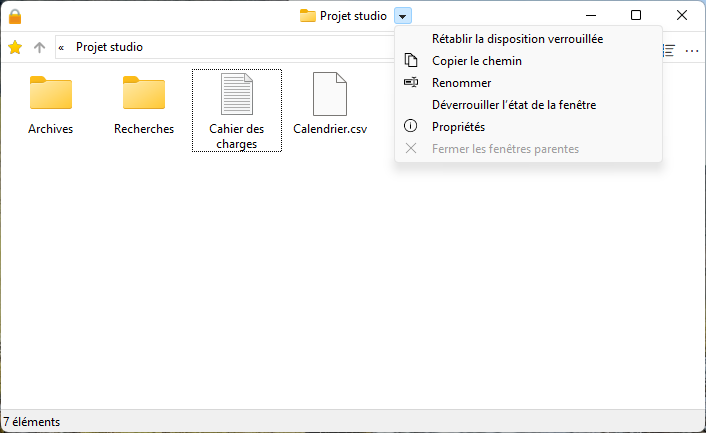 Projet studio
« Projet studio
Rétablir la disposition verrouillée
Copier le chemin
Renommer
Déverrouiller l'état de la fenêtre
Propriétés
Fermer les fenêtres parentes
Archives
Recherches
Cahier des
charges
Calendrier.csv
7 éléments